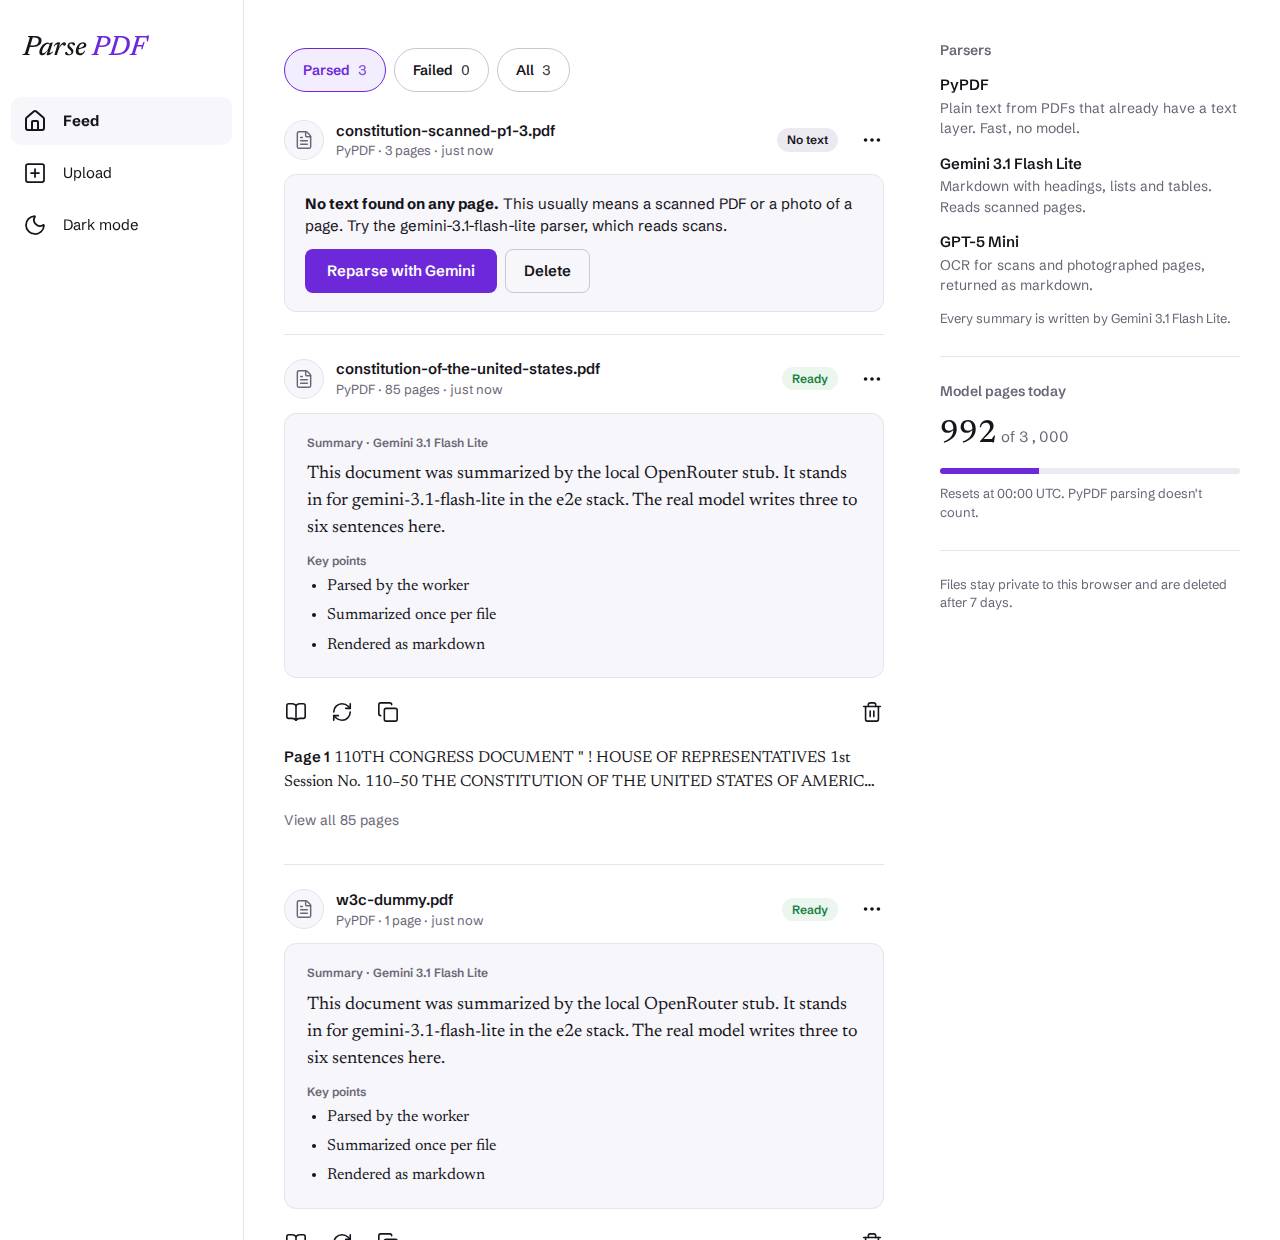 Parse PDF
Feed
Upload
Dark mode
Parsed 3
Failed 0
All 3
constitution-scanned-p1-3.pdf
PyPDF · 3 pages · just now
No text
No text found on any page. This usually means a scanned PDF or a photo of a
page. Try the gemini-3.1-flash-lite parser, which reads scans.
Reparse with Gemini
Delete
constitution-of-the-united-states.pdf
PyPDF · 85 pages · just now
Ready
Summary · Gemini 3.1 Flash Lite
This document was summarized by the local OpenRouter stub. It stands
in for gemini-3.1-flash-lite in the e2e stack. The real model writes three to
six sentences here.
Key points
• Parsed by the worker
• Summarized once per file
• Rendered as markdown
Page 1 110TH CONGRESS DOCUMENT " ! HOUSE OF REPRESENTATIVES 1st
Session No. 110–50 THE CONSTITUTION OF THE UNITED STATES OF AMERIC...
View all 85 pages
w3c-dummy.pdf
PyPDF · 1 page · just now
Ready
Summary · Gemini 3.1 Flash Lite
This document was summarized by the local OpenRouter stub. It stands
in for gemini-3.1-flash-lite in the e2e stack. The real model writes three to
six sentences here.
Key points
• Parsed by the worker
• Summarized once per file
• Rendered as markdown
Parsers
PyPDF
Plain text from PDFs that already have a text
layer. Fast, no model.
Gemini 3.1 Flash Lite
Markdown with headings, lists and tables.
Reads scanned pages.
GPT-5 Mini
OCR for scans and photographed pages,
returned as markdown.
Every summary is written by Gemini 3.1 Flash Lite.
Model pages today
992 of 3,000
Resets at 00:00 UTC. PyPDF parsing doesn't
count.
Files stay private to this browser and are deleted
after 7 days.